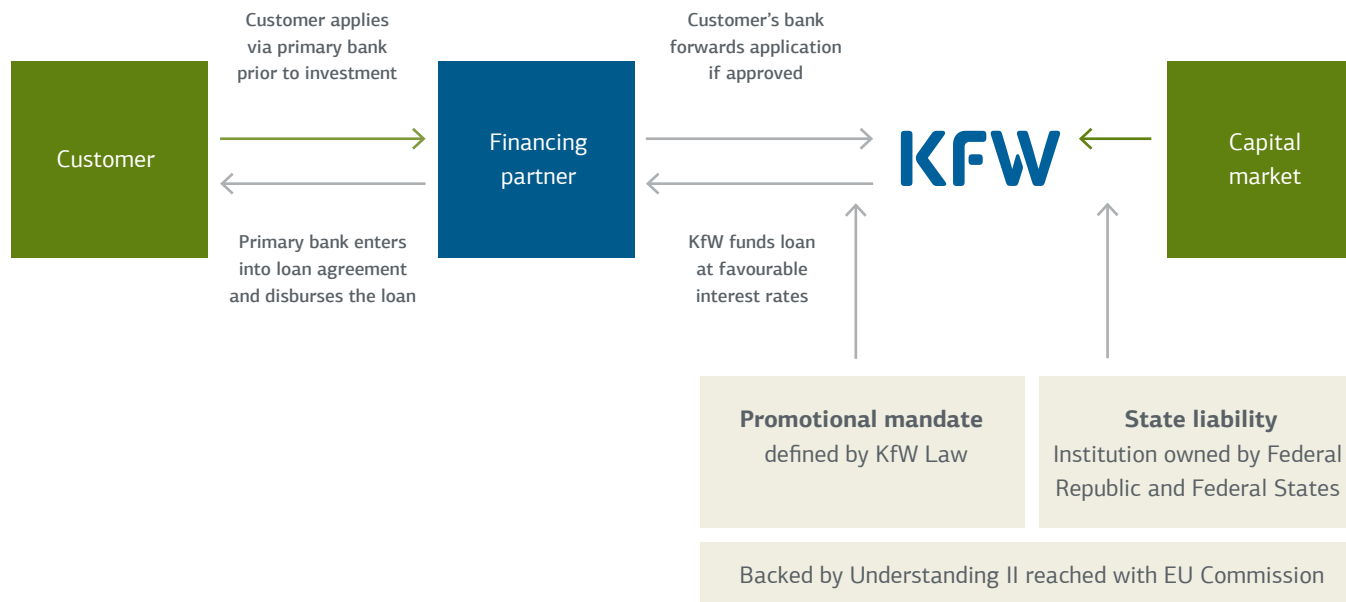 Customer applies
via primary bank
prior to investment
Customer's bank
forwards application
if approved
Customer
Financing
partner
KFW
Capital
market
Primary bank enters
into loan agreement
and disburses the loan
KfW funds loan
at favourable
interest rates
Promotional mandate
defined by KfW Law
State liability
Institution owned by Federal
Republic and Federal States
Backed by Understanding II reached with EU Commission